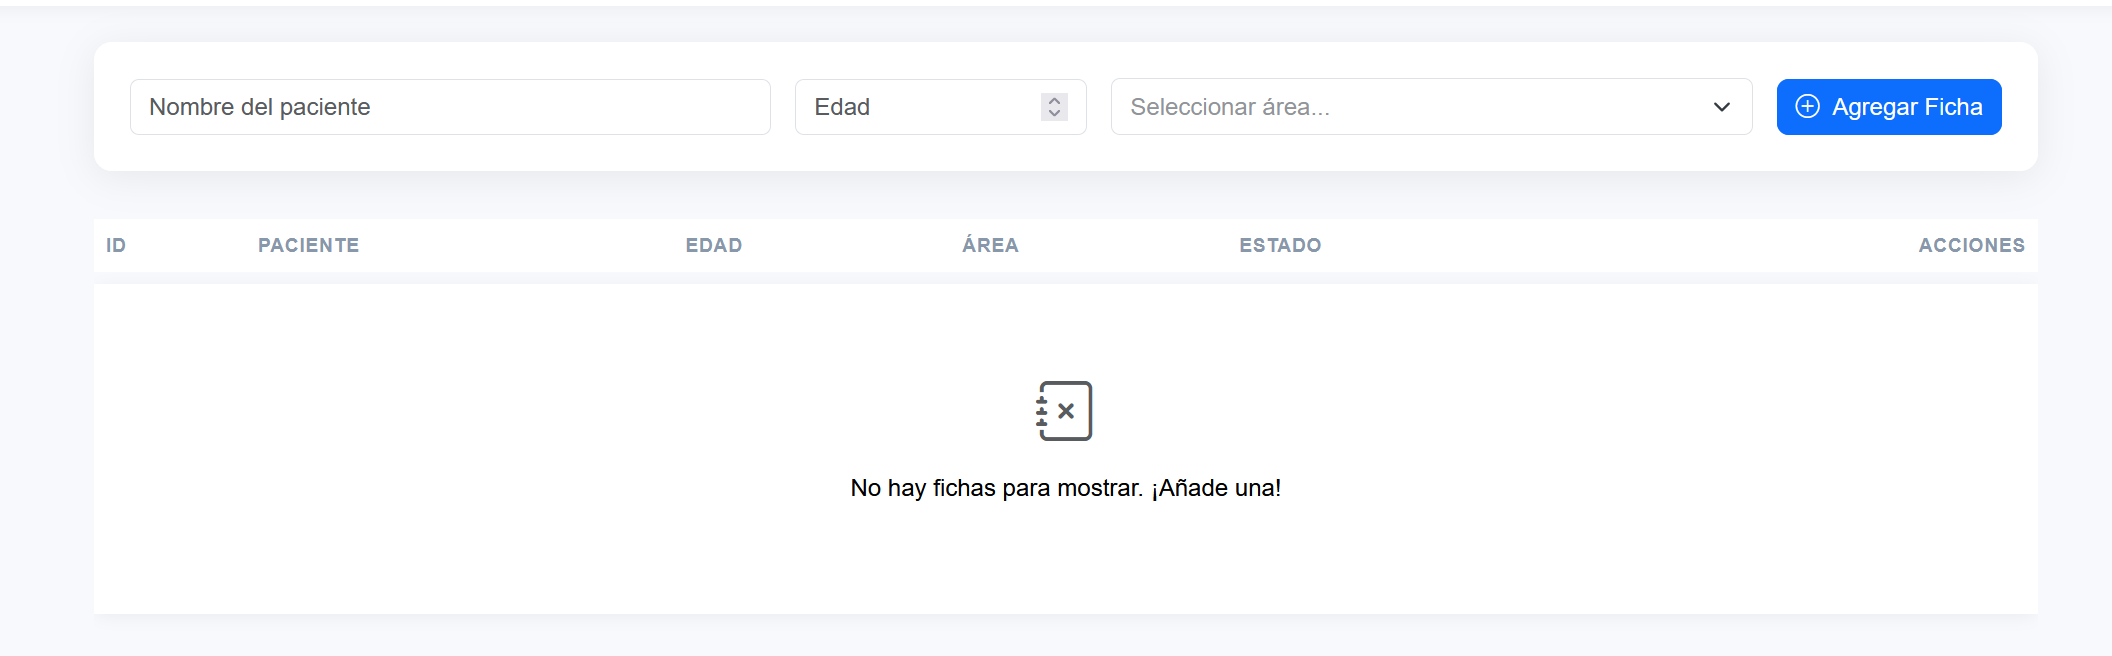 Nombre del paciente
Edad
Seleccionar área...
Agregar Ficha
ID PACIENTE EDAD ÁREA ESTADO ACCIONES
No hay fichas para mostrar. ¡Añade una!